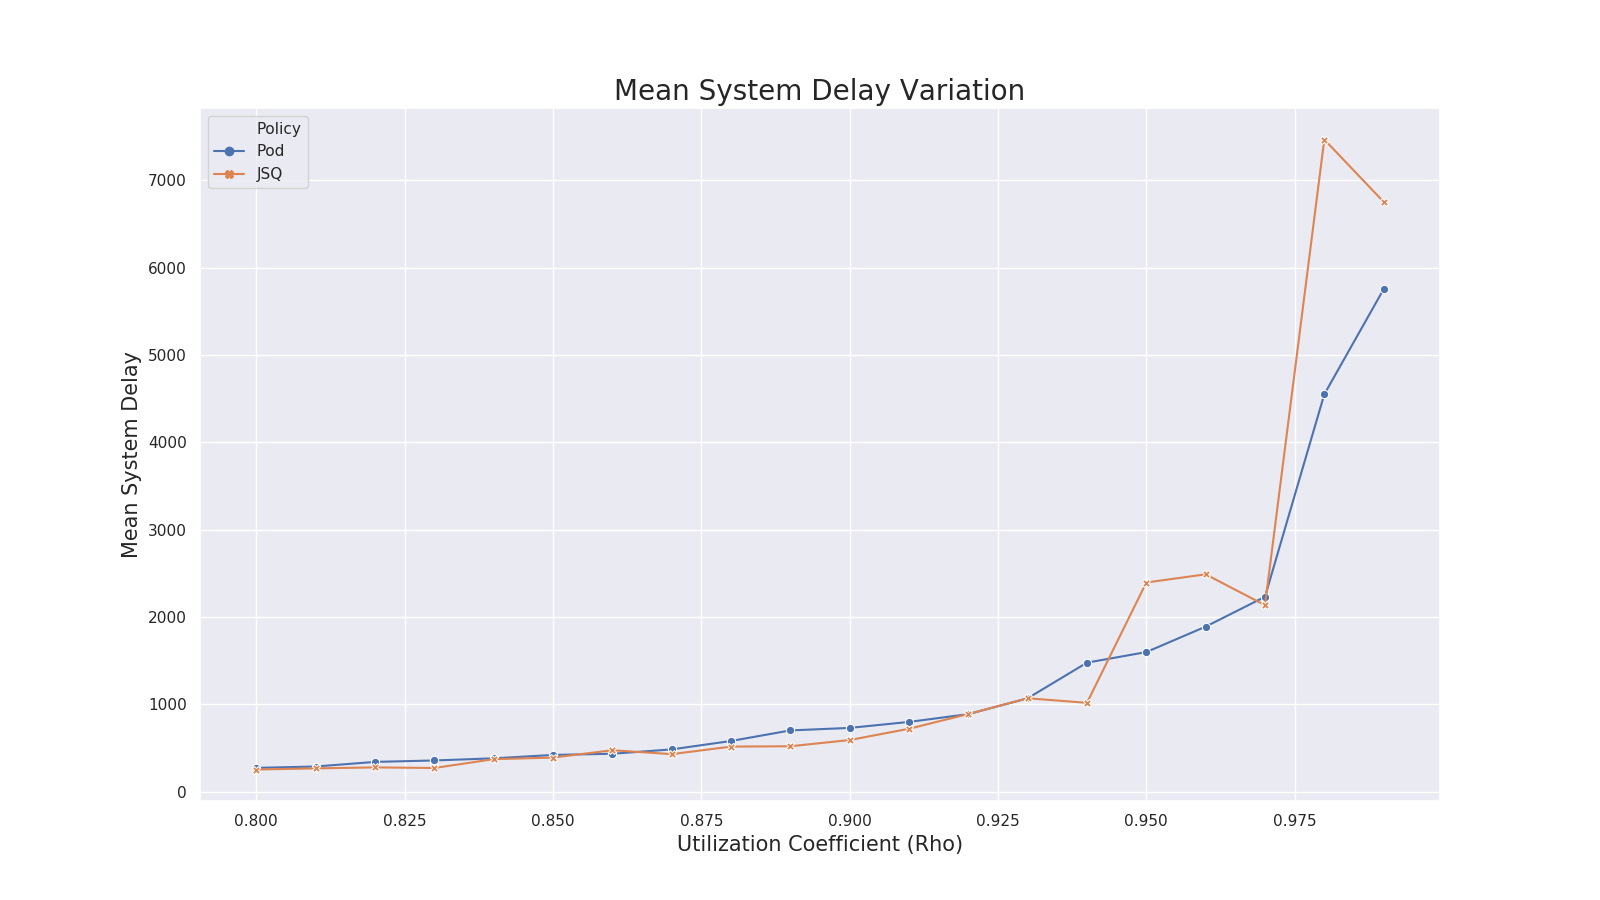 Mean System Delay Variation
Policy
Pod
JSQ
7000
6000
5000
4000
3000
2000
1000
0
Mean System Delay
0.800 0.825 0.850 0.875 0.900 0.925 0.950 0.975
Utilization Coefficient (Rho)